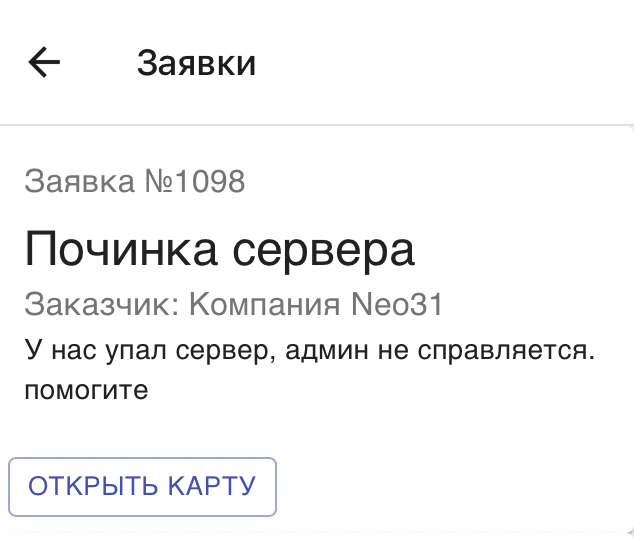 Заявки
Заявка №1098
Починка сервера
Заказчик: Компания Neo31
У нас упал сервер, админ не справляется.
помогите
ОТКРЫТЬ КАРТУ